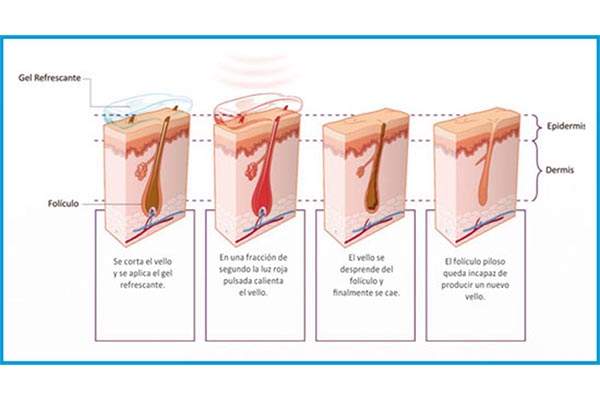 Gel Refrescante
Epidermis
Dermis
Folículo
Se corta el vello
y se aplica el gel
refrescante.
En una fracción de
segundo la luz roja
pulsada calienta
el vello.
El vello se
desprende del
folículo y
finalmente se cae.
El folículo piloso
queda incapaz de
producir un nuevo
vello.